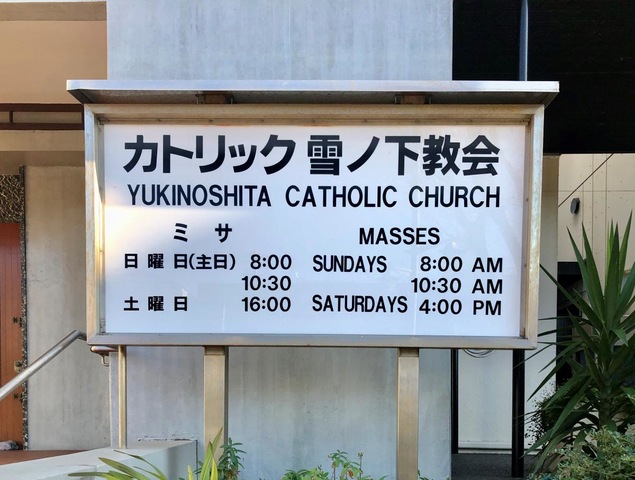 カトリック 雪ノ下教会
YUKINOSHITA CATHOLIC CHURCH
ミサ MASSES
日曜日(主日) 8:00 SUNDAYS 8:00 AM
10:30 10:30 AM
土曜日 16:00 SATURDAYS 4:00 PM